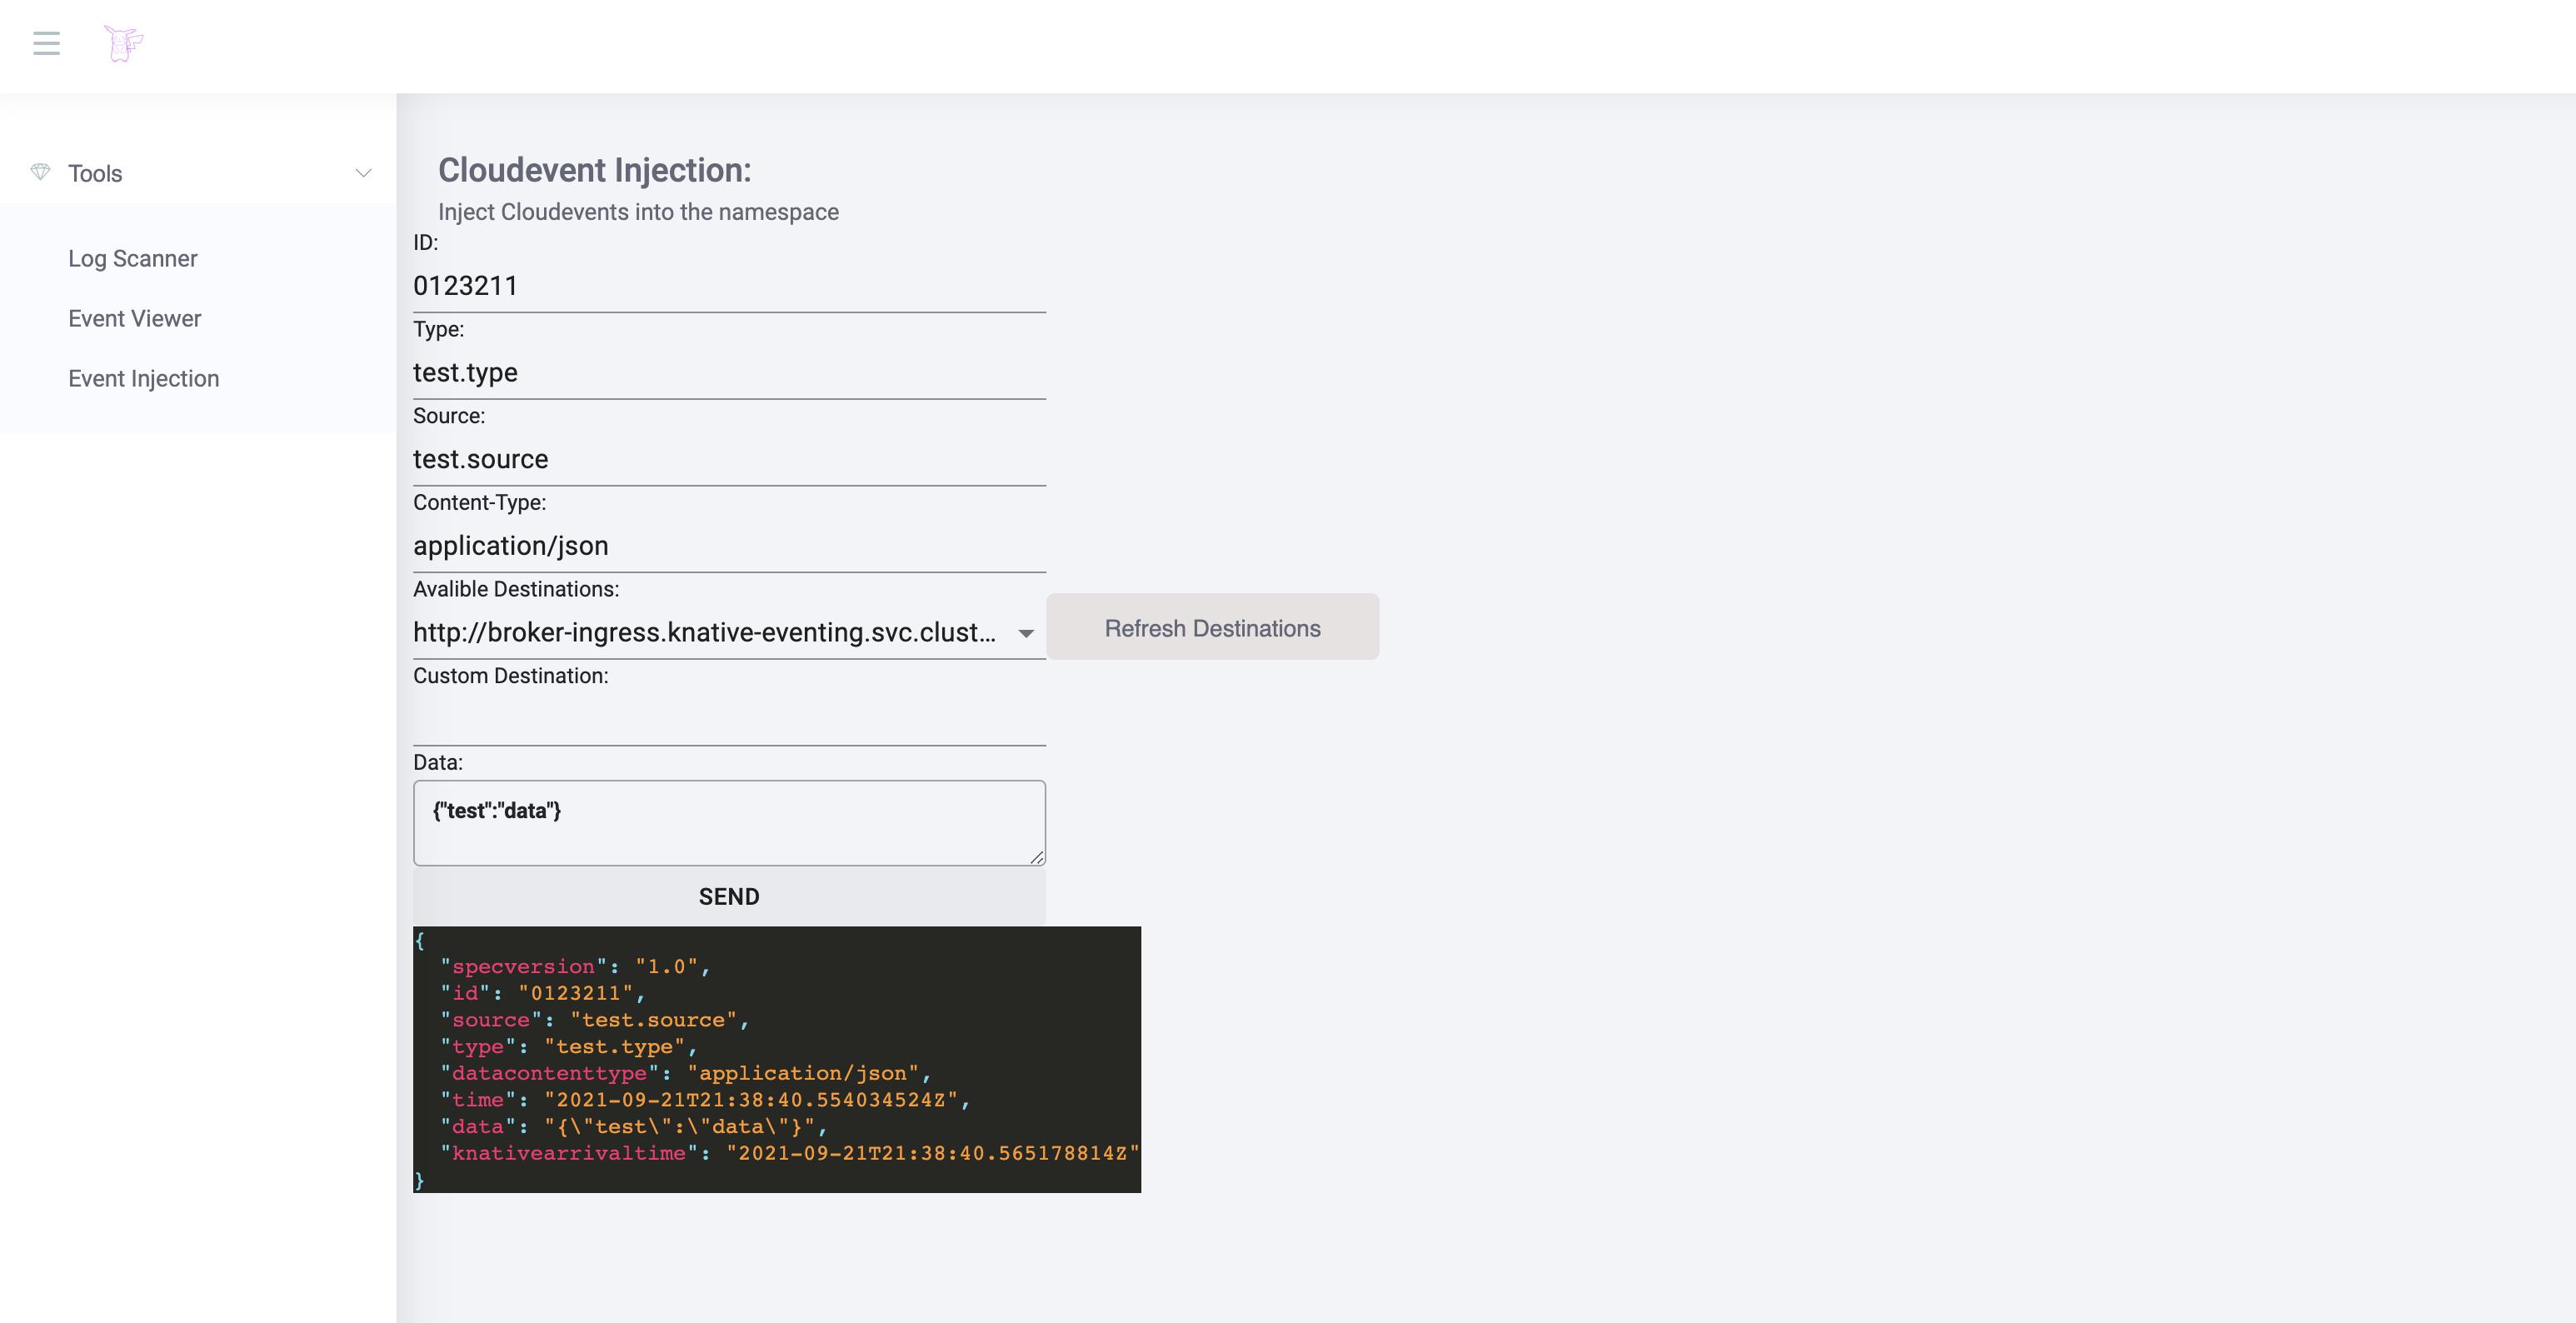 Tools
Log Scanner
Event Viewer
Event Injection
Cloudevent Injection:
Inject Cloudevents into the namespace
ID:
0123211
Type:
test.type
Source:
test.source
Content-Type:
application/json
Avalible Destinations:
http://broker-ingress.knative-eventing.svc.clust...
Refresh Destinations
Custom Destination:
Data:
{"test":"data"}
SEND
{
"specversion": "1.0",
"id": "0123211",
"source": "test.source",
"type": "test.type",
"datacontenttype": "application/json",
"time": "2021-09-21T21:38:40.554034524Z",
"data": "{\"test\":\"data\"}",
"knativearrivaltime": "2021-09-21T21:38:40.565178814Z"
}